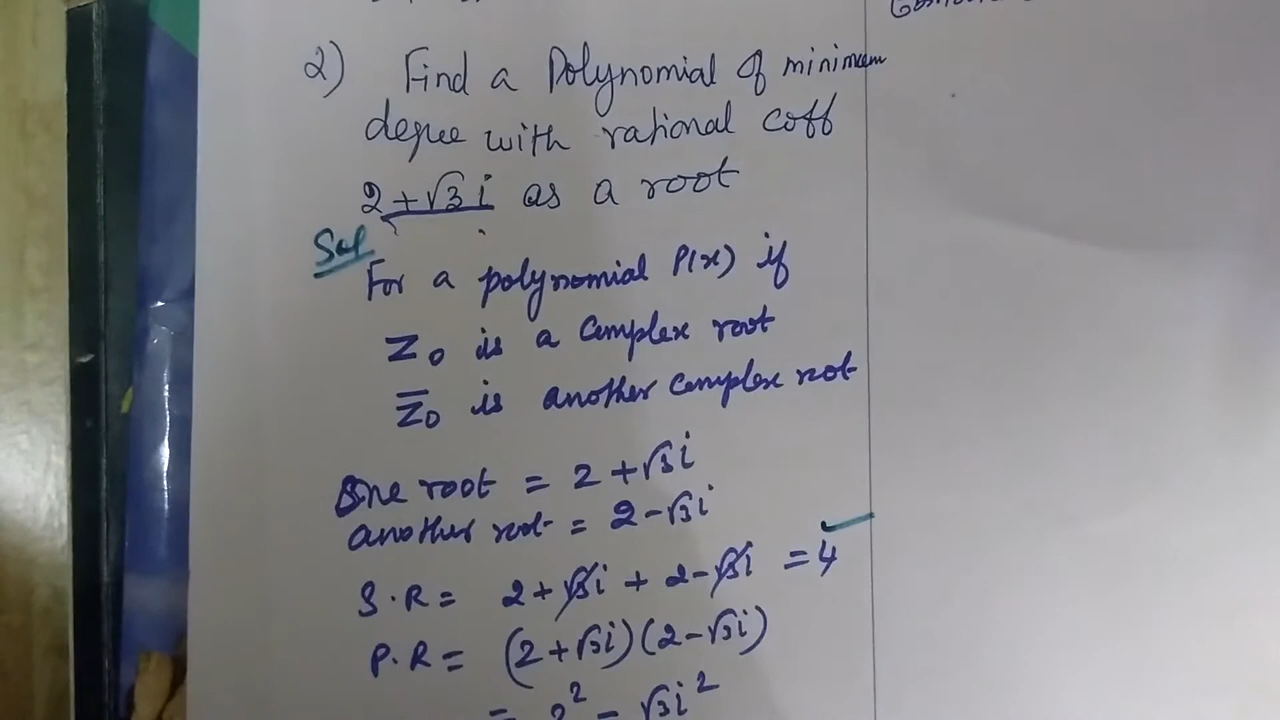 2) Find a Polynomial of minimum
degree with rational coff
2+√3 i as a root
Sol
For a polynomial P(x) if
Z₀ is a Complex root
Z̅₀ is another Complex root
One root = 2+√3i
another root = 2-√3i
S.R = 2+√3i + 2-√3i = 4
P.R = (2+√3i)(2-√3i)
= 2² - √3i²